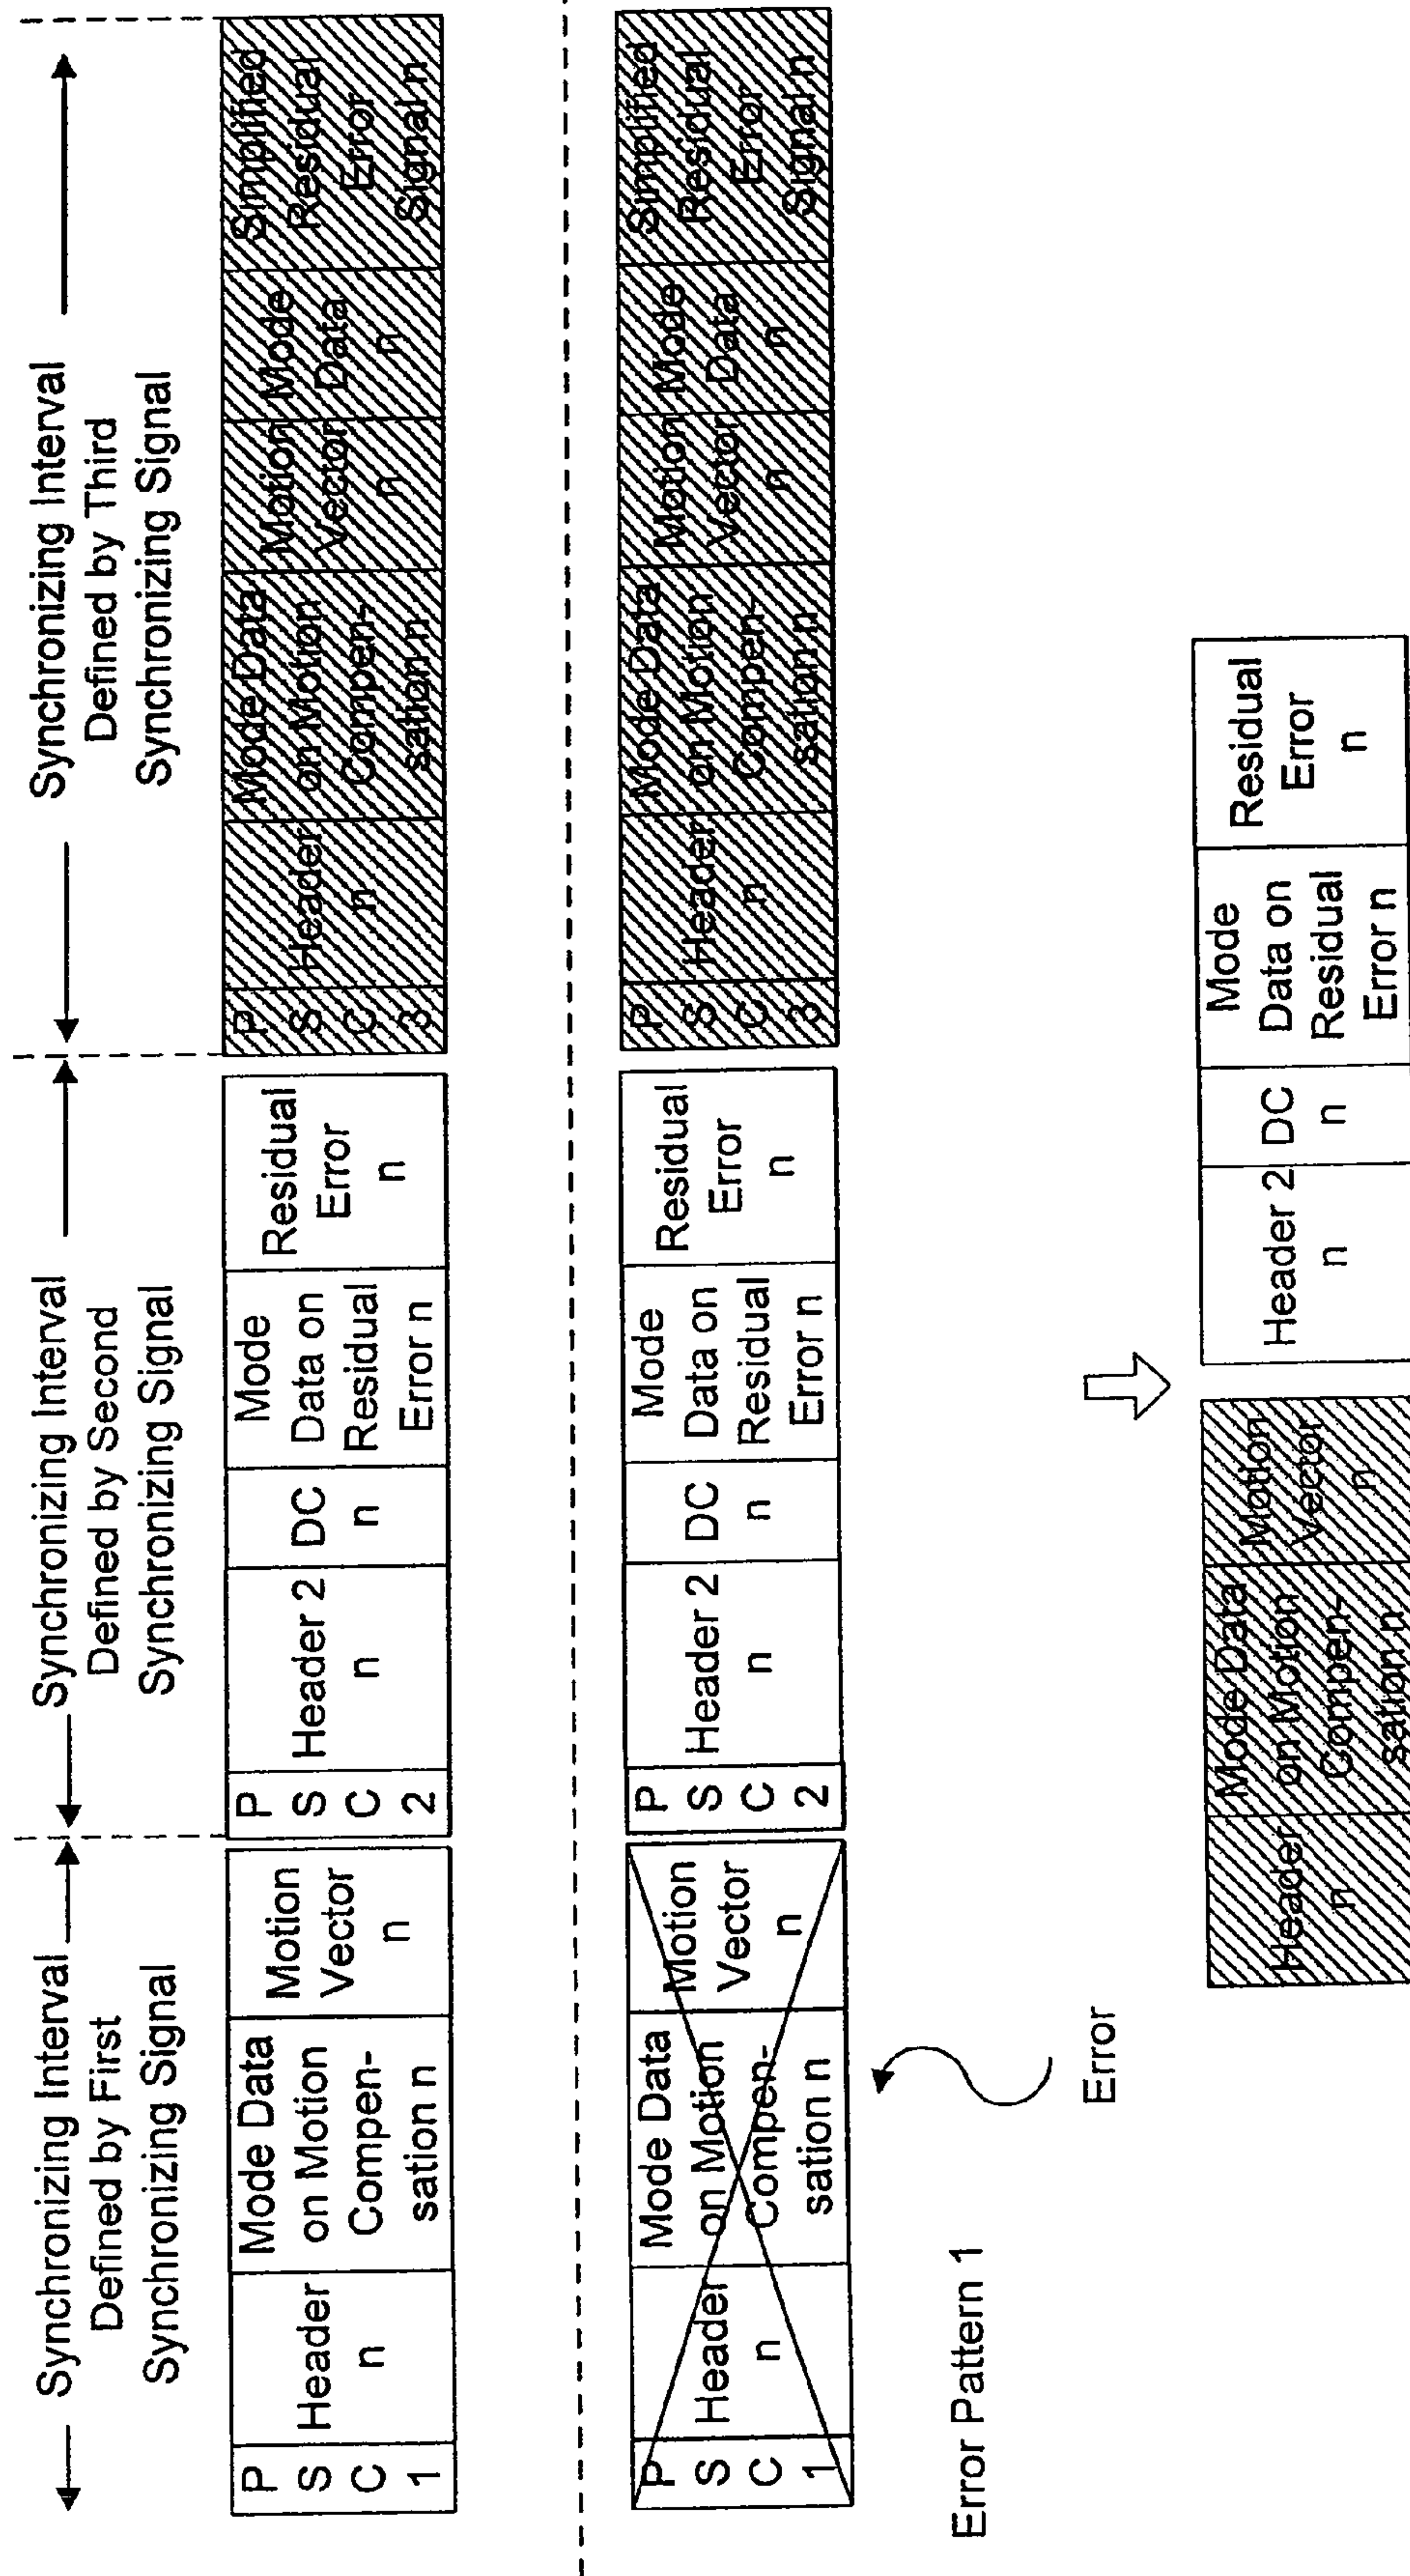 Synchronizing Interval
Defined by First
Synchronizing Signal
Synchronizing Interval
Defined by Second
Synchronizing Signal
Synchronizing Interval
Defined by Third
Synchronizing Signal
P
S
C
1
Header
n
Mode Data
on Motion
Compen-
sation n
Motion
Vector
n
P
S
C
2
Header 2
n
DC
n
Mode
Data on
Residual
Error n
Residual
Error
n
P
S
C
3
Header
n
Mode Data
on Motion
Compen-
sation n
Motion
Vector
n
Mode
Data
n
Simplified
Residual
Error
Signal n
P
S
C
1
Header
n
Mode Data
on Motion
Compen-
sation n
Motion
Vector
n
P
S
C
2
Header 2
n
DC
n
Mode
Data on
Residual
Error n
Residual
Error
n
P
S
C
3
Header
n
Mode Data
on Motion
Compen-
sation n
Motion
Vector
n
Mode
Data
n
Simplified
Residual
Error
Signal n
Error Pattern 1
Error
Header
n
Mode Data
on Motion
Compen-
sation n
Motion
Vector
n
Header 2
n
DC
n
Mode
Data on
Residual
Error n
Residual
Error
n